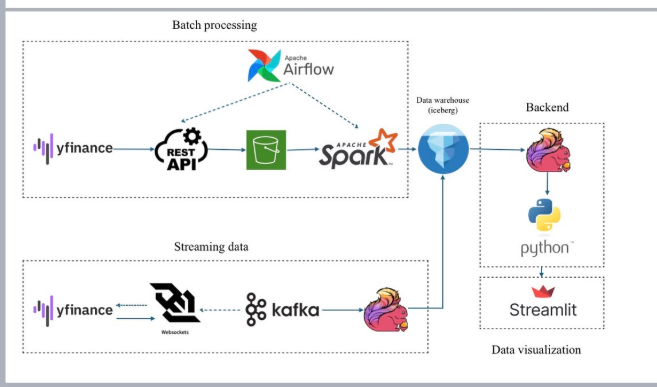 Batch processing
Apache
Airflow
Data warehouse
(iceberg)
Backend
yfinance
REST
API
APACHE
Spark
python
Streaming data
yfinance
Websockets
kafka
Streamlit
Data visualization